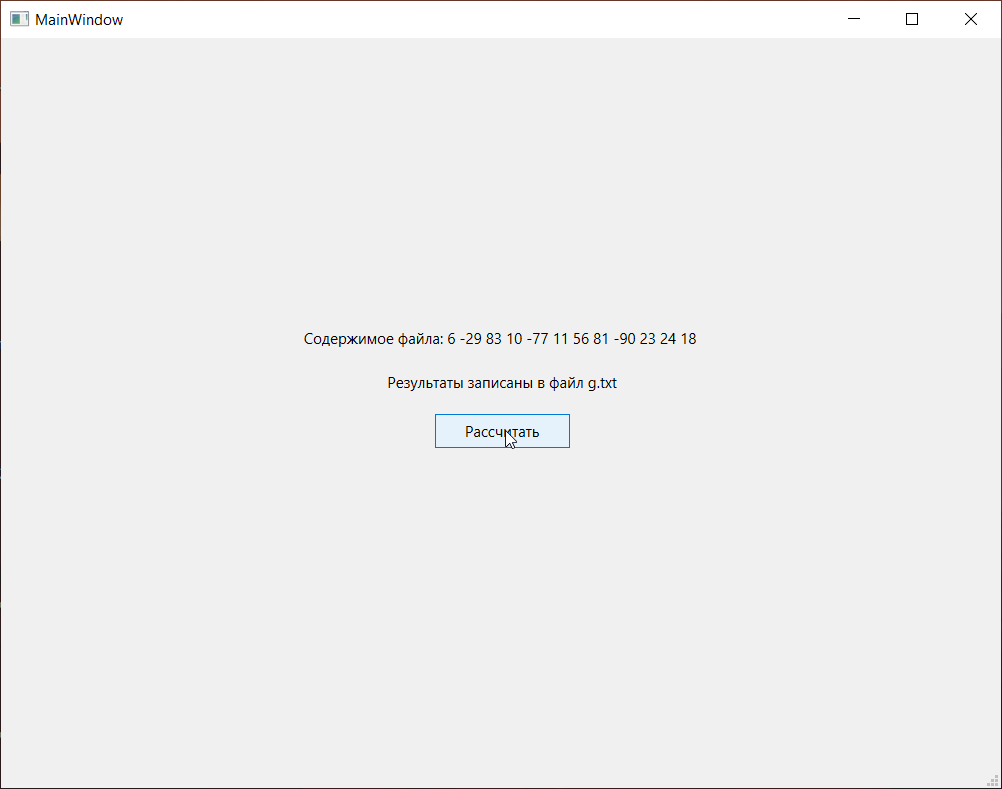 MainWindow
Содержимое файла: 6 -29 83 10 -77 11 56 81 -90 23 24 18
Результаты записаны в файл g.txt
Рассчитать